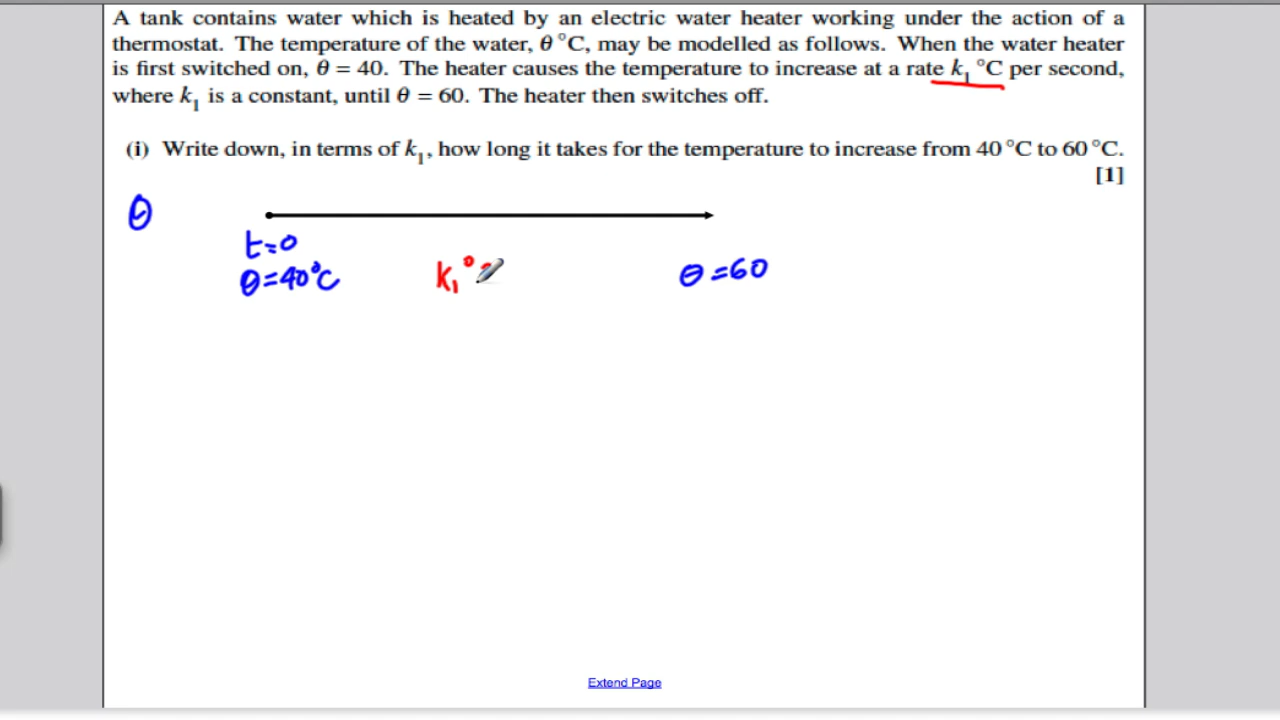 A tank contains water which is heated by an electric water heater working under the action of a
thermostat. The temperature of the water, θ °C, may be modelled as follows. When the water heater
is first switched on, θ = 40. The heater causes the temperature to increase at a rate k₁ °C per second,
where k₁ is a constant, until θ = 60. The heater then switches off.
(i) Write down, in terms of k₁, how long it takes for the temperature to increase from 40 °C to 60 °C.
[1]
θ
t=0
θ=40°C k₁° θ=60
Extend Page